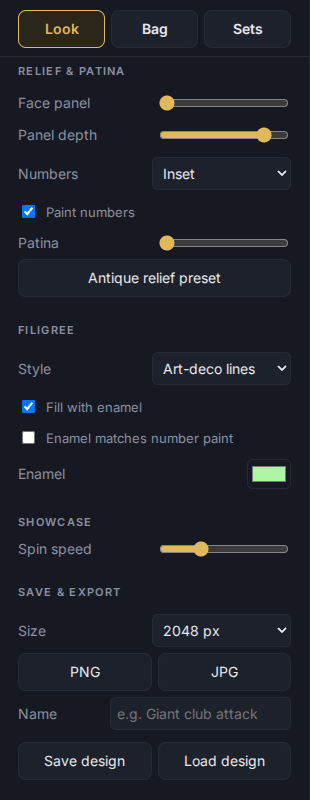 Look Bag Sets
RELIEF & PATINA
Face panel
Panel depth
Numbers Inset
Paint numbers
Patina
Antique relief preset
FILIGREE
Style Art-deco lines
Fill with enamel
Enamel matches number paint
Enamel
SHOWCASE
Spin speed
SAVE & EXPORT
Size 2048 px
PNG JPG
Name e.g. Giant club attack
Save design Load design